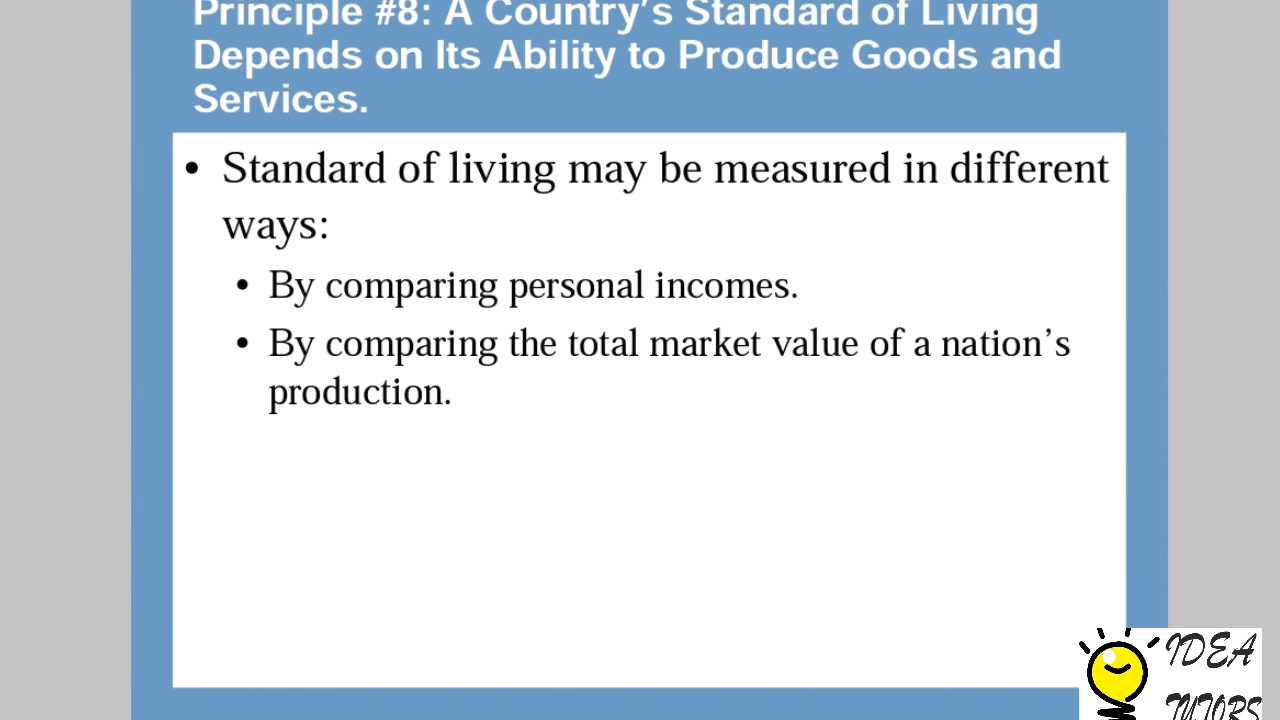 Principle #8: A Country's Standard of Living
Depends on Its Ability to Produce Goods and
Services.
• Standard of living may be measured in different
ways:
• By comparing personal incomes.
• By comparing the total market value of a nation’s
production.
IDEA
TUTORS